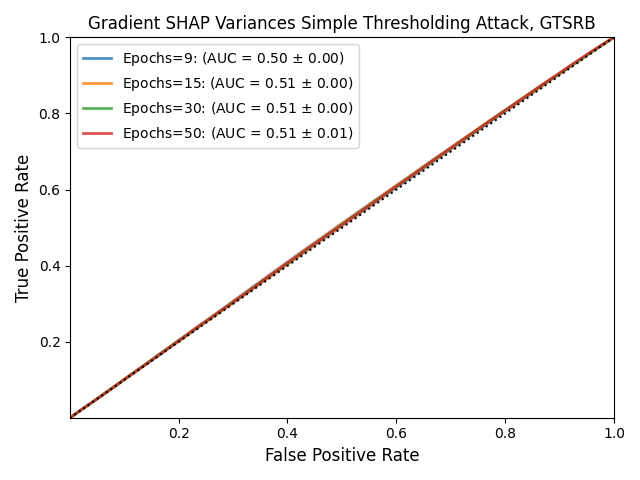 Gradient SHAP Variances Simple Thresholding Attack, GTSRB
Epochs=9: (AUC = 0.50 ± 0.00)
Epochs=15: (AUC = 0.51 ± 0.00)
Epochs=30: (AUC = 0.51 ± 0.00)
Epochs=50: (AUC = 0.51 ± 0.01)
True Positive Rate
1.0
0.8
0.6
0.4
0.2
0.2 0.4 0.6 0.8 1.0
False Positive Rate